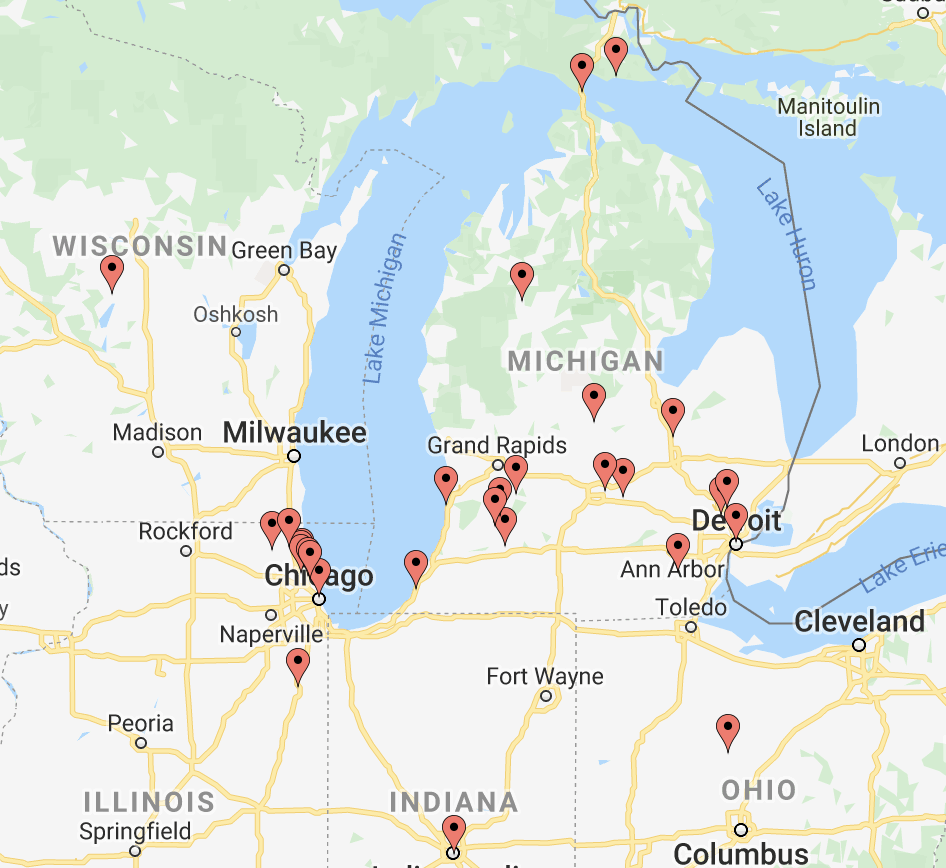 Manitoulin
Island
Lake Huron
WISCONSIN
Green Bay
Lake Michigan
Oshkosh
MICHIGAN
Madison
Milwaukee
Grand Rapids
London
Rockford
Detroit
ds
Chicago
Ann Arbor
Lake Erie
y
Toledo
Naperville
Cleveland
Fort Wayne
Peoria
OHIO
ILLINOIS
INDIANA
Springfield
Columbus